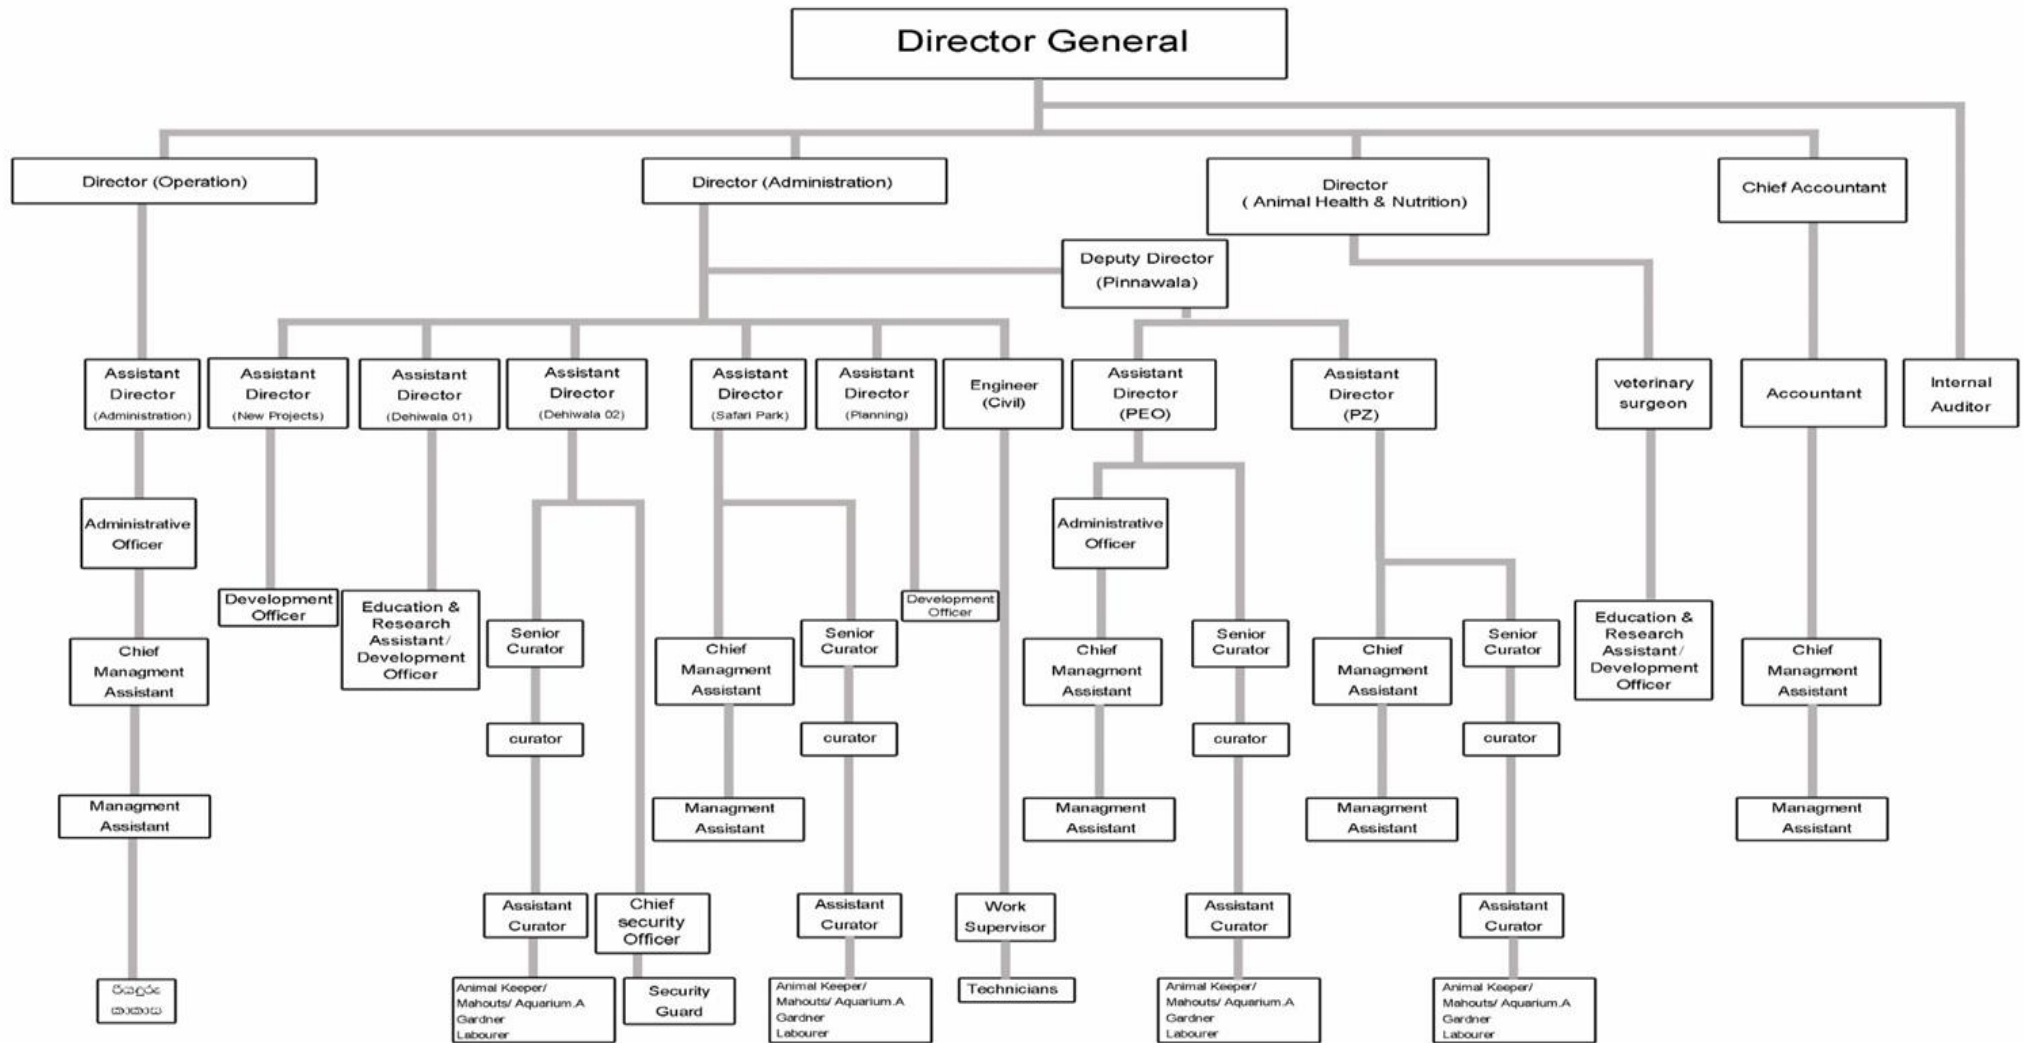 Director General
Director (Operation)
Director (Administration)
Director
( Animal Health & Nutrition)
Chief Accountant
Deputy Director
(Pinnawala)
Assistant
Director
(Administration)
Assistant
Director
(New Projects)
Assistant
Director
(Dehiwala 01)
Assistant
Director
(Dehiwala 02)
Assistant
Director
(Safari Park)
Assistant
Director
(Planning)
Engineer
(Civil)
Assistant
Director
(PEO)
Assistant
Director
(PZ)
veterinary
surgeon
Accountant
Internal
Auditor
Administrative
Officer
Administrative
Officer
Development
Officer
Education &
Research
Assistant/
Development
Officer
Senior
Curator
Senior
Curator
Development
Officer
Senior
Curator
Senior
Curator
Education &
Research
Assistant/
Development
Officer
Chief
Managment
Assistant
Chief
Managment
Assistant
Chief
Managment
Assistant
Chief
Managment
Assistant
Chief
Managment
Assistant
curator
curator
curator
curator
Managment
Assistant
Managment
Assistant
Managment
Assistant
Managment
Assistant
Managment
Assistant
Assistant
Curator
Chief
security
Officer
Assistant
Curator
Work
Supervisor
Assistant
Curator
Assistant
Curator
Animal Keeper/
Mahouts/ Aquarium.A
Gardner
Labourer
Security
Guard
Animal Keeper/
Mahouts/ Aquarium.A
Gardner
Labourer
Technicians
Animal Keeper/
Mahouts/ Aquarium.A
Gardner
Labourer
Animal Keeper/
Mahouts/ Aquarium.A
Gardner
Labourer